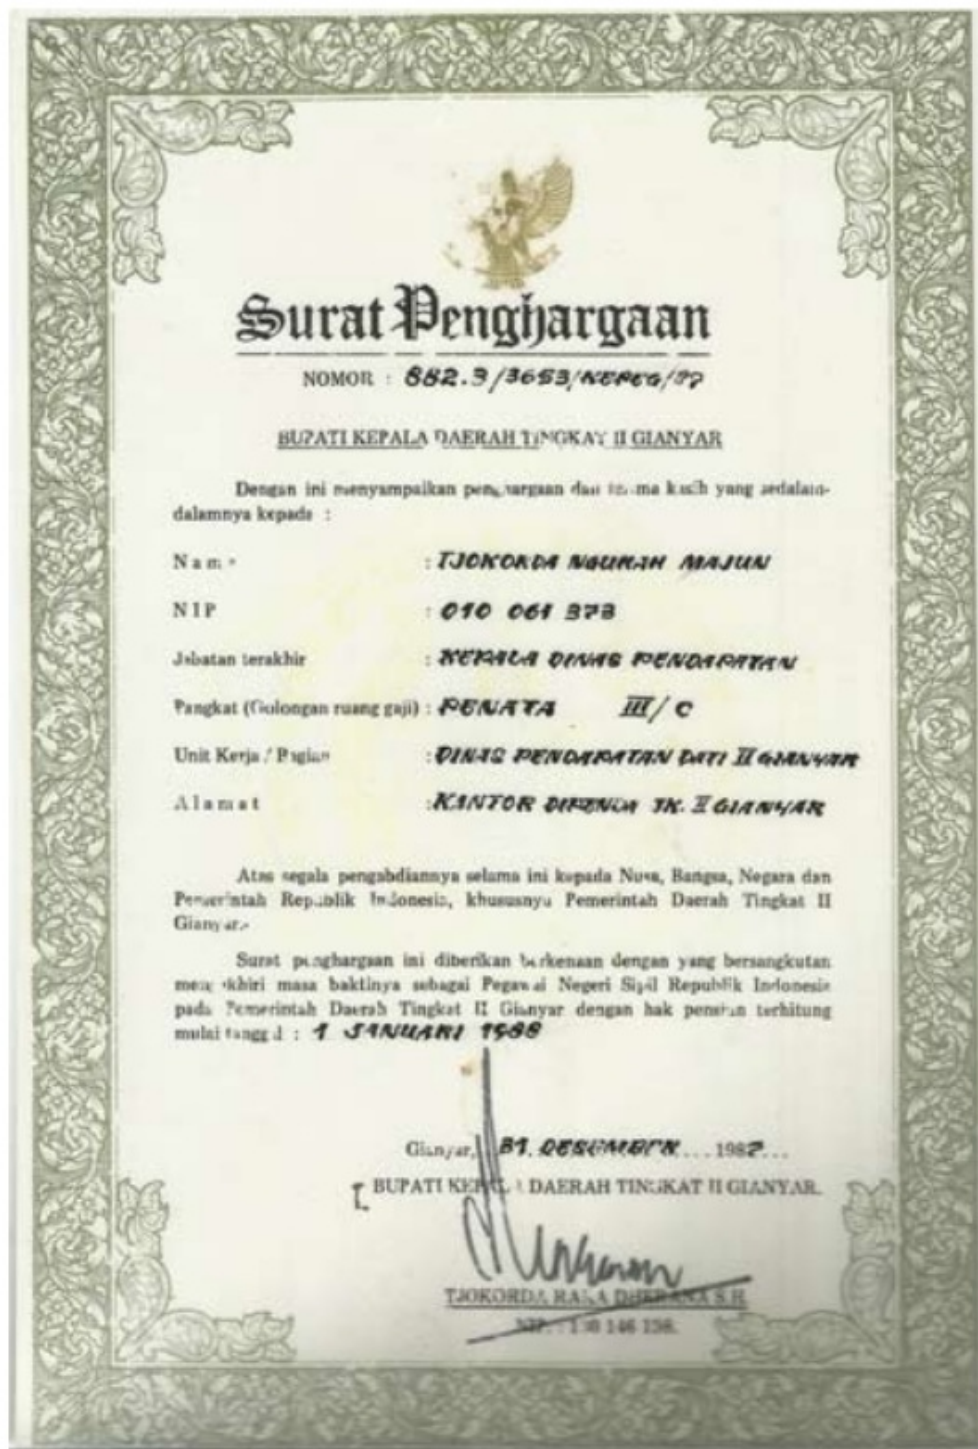 Surat Penghargaan
NOMOR : 882.3/3653/KEPEG/87
BUPATI KEPALA DAERAH TINGKAT II GIANYAR
Dengan ini menyampaikan penghargaan dan terima kasih yang sedalam-
dalamnya kepada :
N a m a : TJOKORDA NGURAH MAJUN
N I P : 010 061 373
Jabatan terakhir : KEPALA DINAS PENDAPATAN
Pangkat (Golongan ruang gaji) : PENATA III/C
Unit Kerja / Bagian : DINAS PENDAPATAN DATI II GIANYAR
A l a m a t : KANTOR DIPENDA TK. II GIANYAR
Atas segala pengabdiannya selama ini kepada Nusa, Bangsa, Negara dan
Pemerintah Republik Indonesia, khususnya Pemerintah Daerah Tingkat II
Gianyar.-
Surat penghargaan ini diberikan berkenaan dengan yang bersangkutan
mengakhiri masa baktinya sebagai Pegawai Negeri Sipil Republik Indonesia
pada Pemerintah Daerah Tingkat II Gianyar dengan hak pensiun terhitung
mulai tanggal : 1 JANUARI 1988
Gianyar, 31 DESEMBER ... 1987 ...
BUPATI KEPALA DAERAH TINGKAT II GIANYAR.
TJOKORDA RAKA DHERANA S.H.
NIP. : 130 146 156.